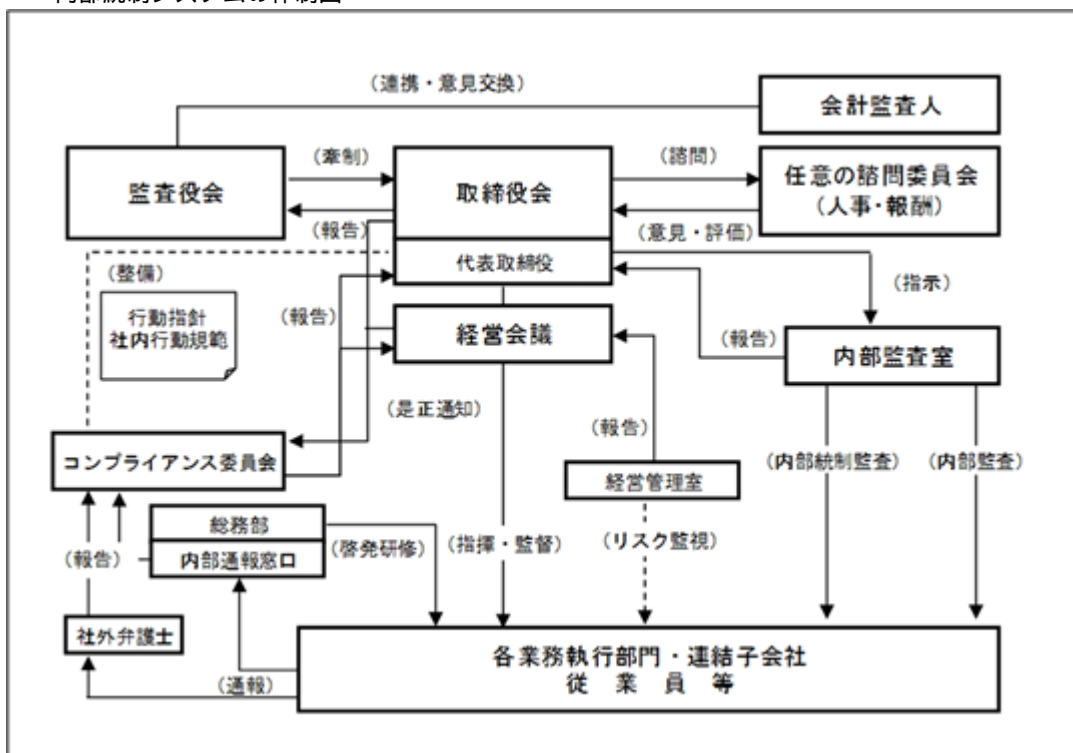 内部統制システムの体制図
（連携・意見交換）
会計監査人
監査役会
（牽制）
取締役会
（諮問）
任意の諮問委員会
（人事・報酬）
（報告）
（意見・評価）
代表取締役
（整備）
（指示）
行動指針
社内行動規範
（報告）
経営会議
（報告）
内部監査室
（是正通知）
（報告）
コンプライアンス委員会
（内部統制監査）
（内部監査）
経営管理室
総務部
（報告）
内部通報窓口
（啓発研修）
（指揮・監督）
（リスク監視）
社外弁護士
各業務執行部門・連結子会社
従業員等
（通報）